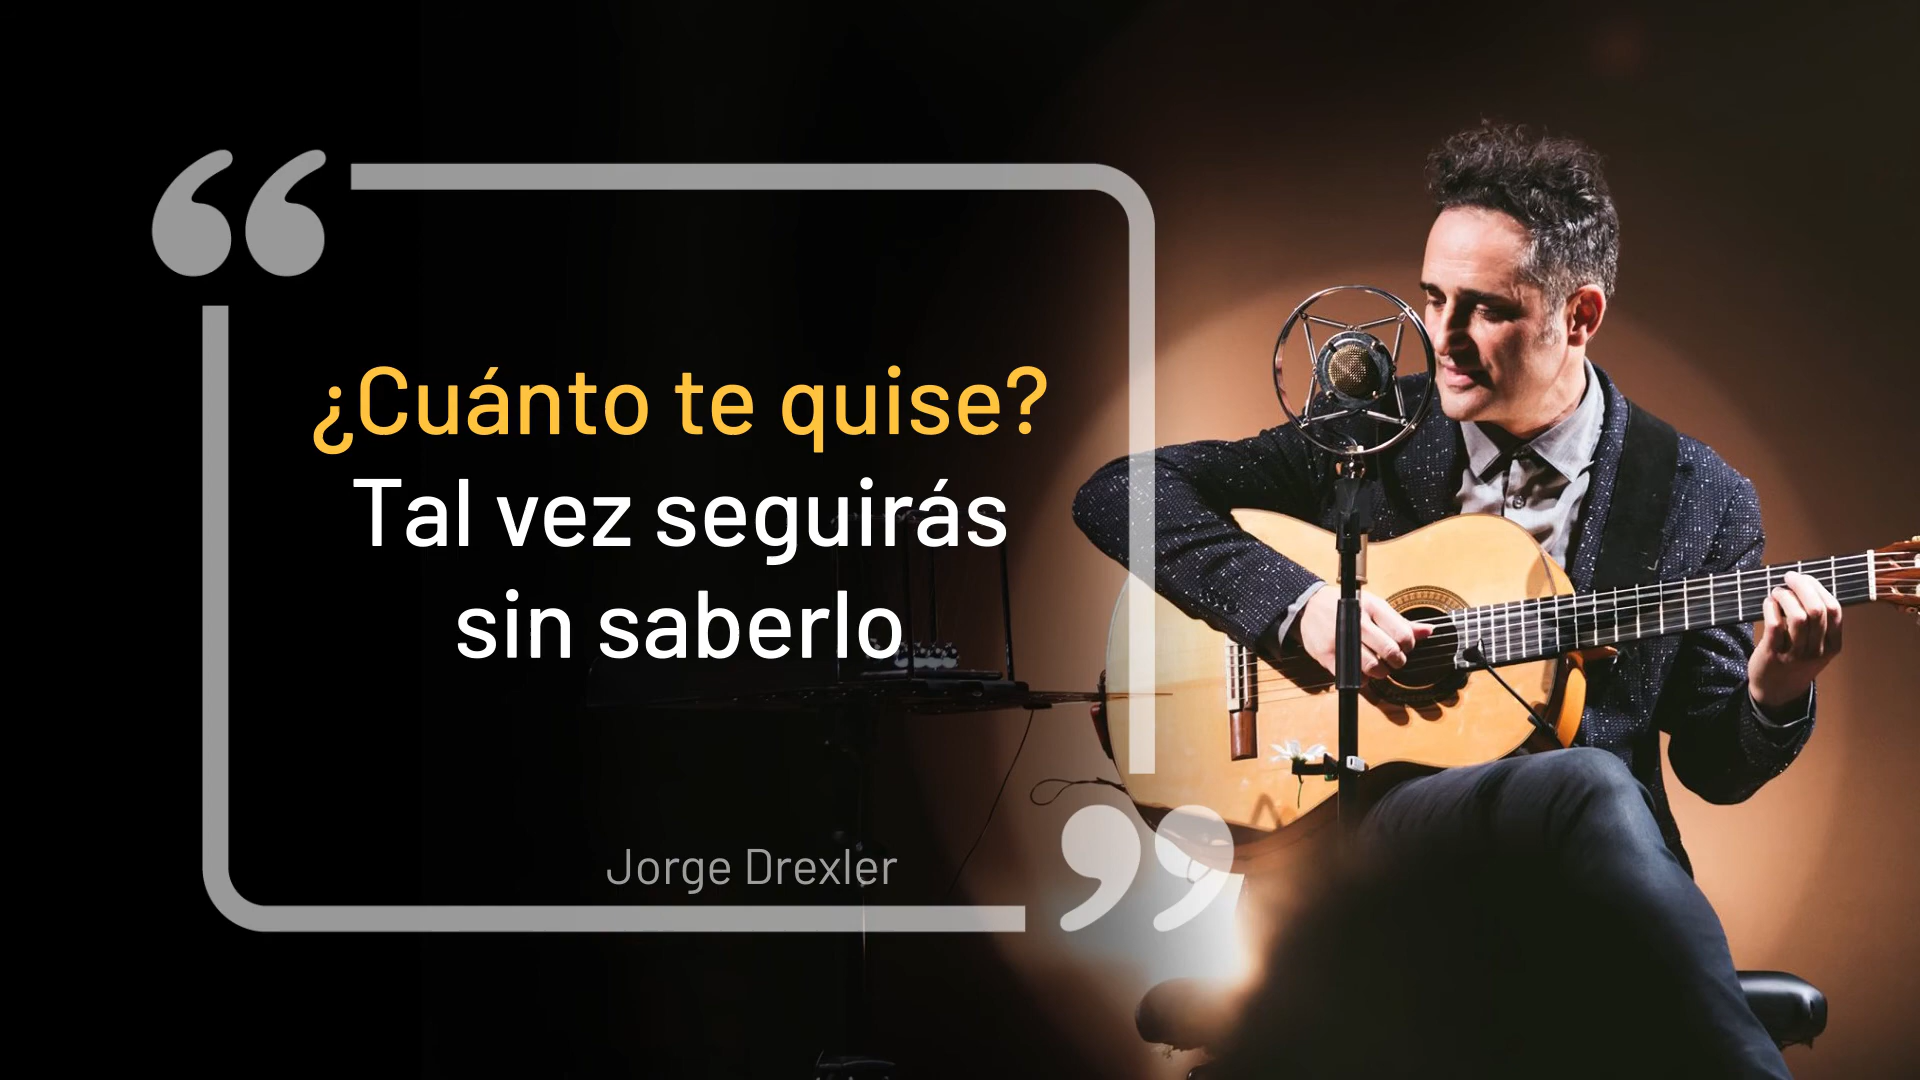 ¿Cuánto te quise?
Tal vez seguirás
sin saberlo
Jorge Drexler